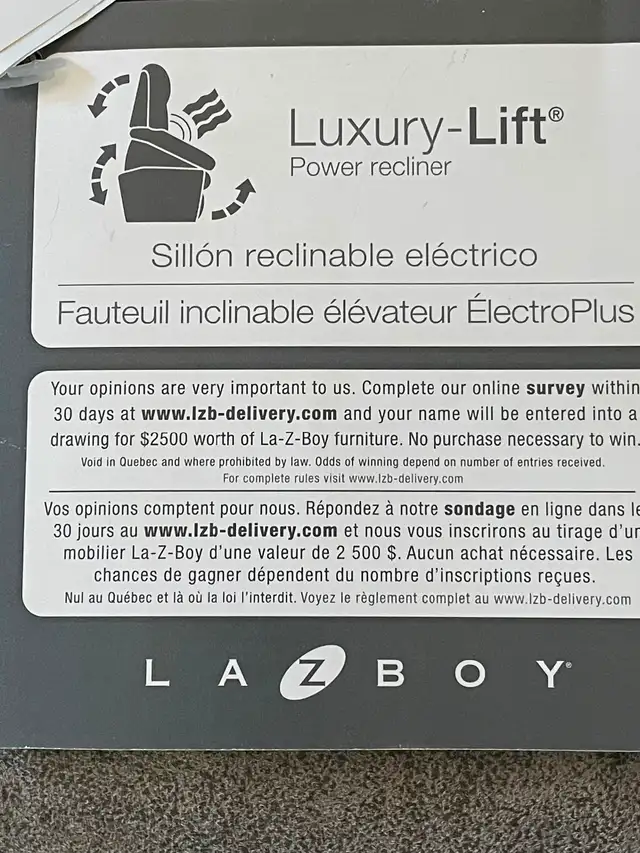 Luxury-Lift®
Power recliner
Sillón reclinable eléctrico
Fauteuil inclinable élévateur ÉlectroPlus
Your opinions are very important to us. Complete our online survey within
30 days at www.lzb-delivery.com and your name will be entered into a
drawing for $2500 worth of La-Z-Boy furniture. No purchase necessary to win.
Void in Quebec and where prohibited by law. Odds of winning depend on number of entries received.
For complete rules visit www.lzb-delivery.com
Vos opinions comptent pour nous. Répondez à notre sondage en ligne dans
30 jours au www.lzb-delivery.com et nous vous inscrirons au tirage
mobilier La-Z-Boy d'une valeur de 2 500 $. Aucun achat nécessaire. Les
chances de gagner dépendent du nombre d'inscriptions reçues.
Nul au Québec et là où la loi l'interdit. Voyez le règlement complet au www.lzb-delivery.com
LAZBOY®